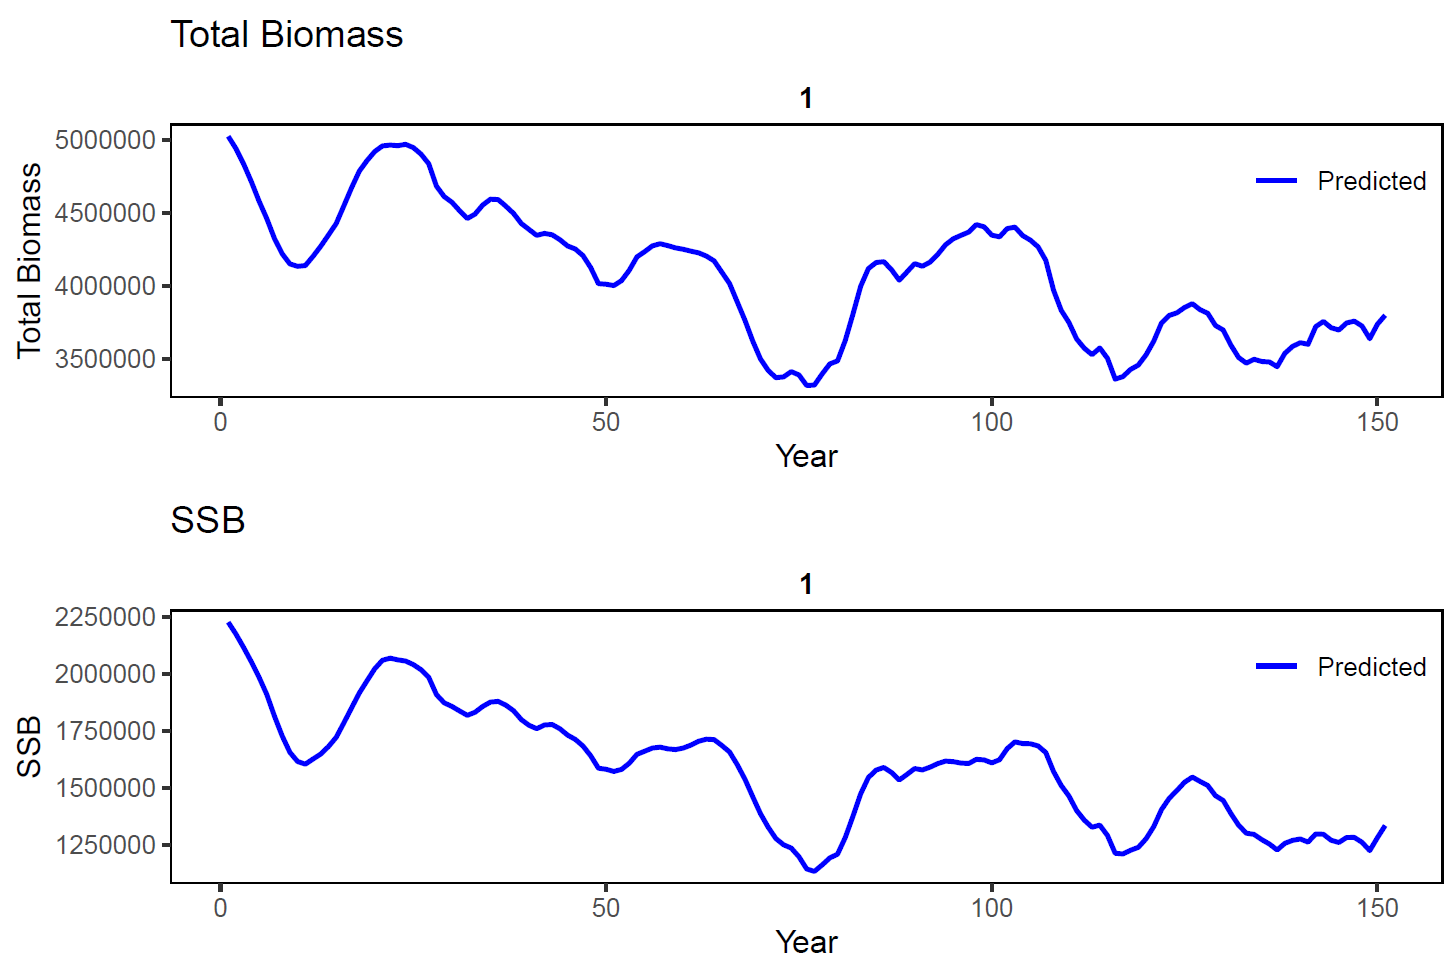 Total Biomass
1
5000000
4500000
4000000
3500000
Total Biomass
Predicted
0 50 100 150
Year
SSB
1
2250000
2000000
1750000
1500000
1250000
SSB
Predicted
0 50 100 150
Year